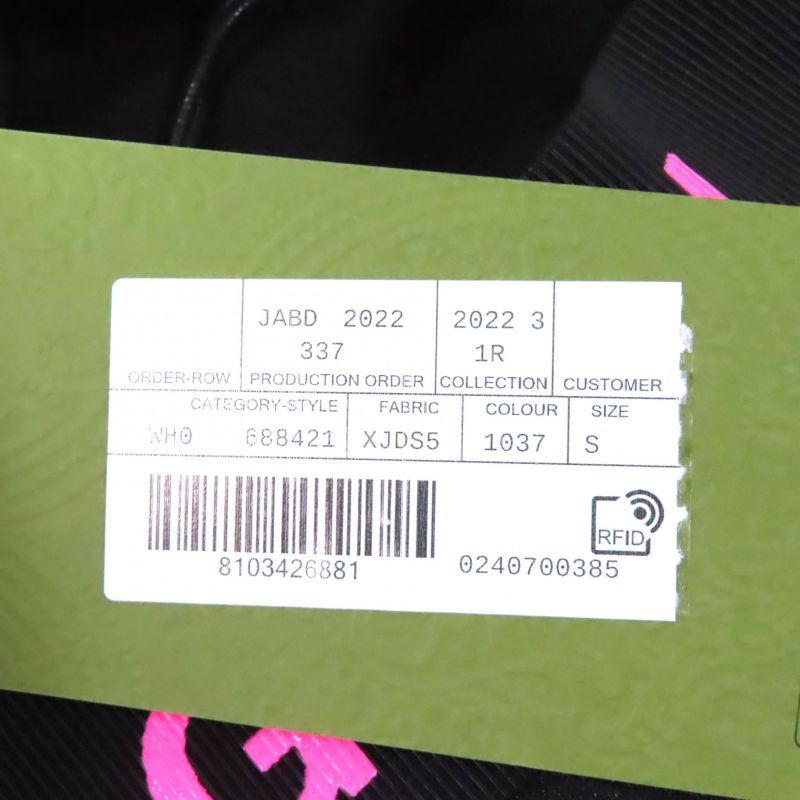 JABD 2022 2022 3
337 1R
ORDER-ROW PRODUCTION ORDER COLLECTION CUSTOMER
CATEGORY-STYLE FABRIC COLOUR SIZE
WH0 688421 XJDS5 1037 S
RFID
8103426881 0240700385
G